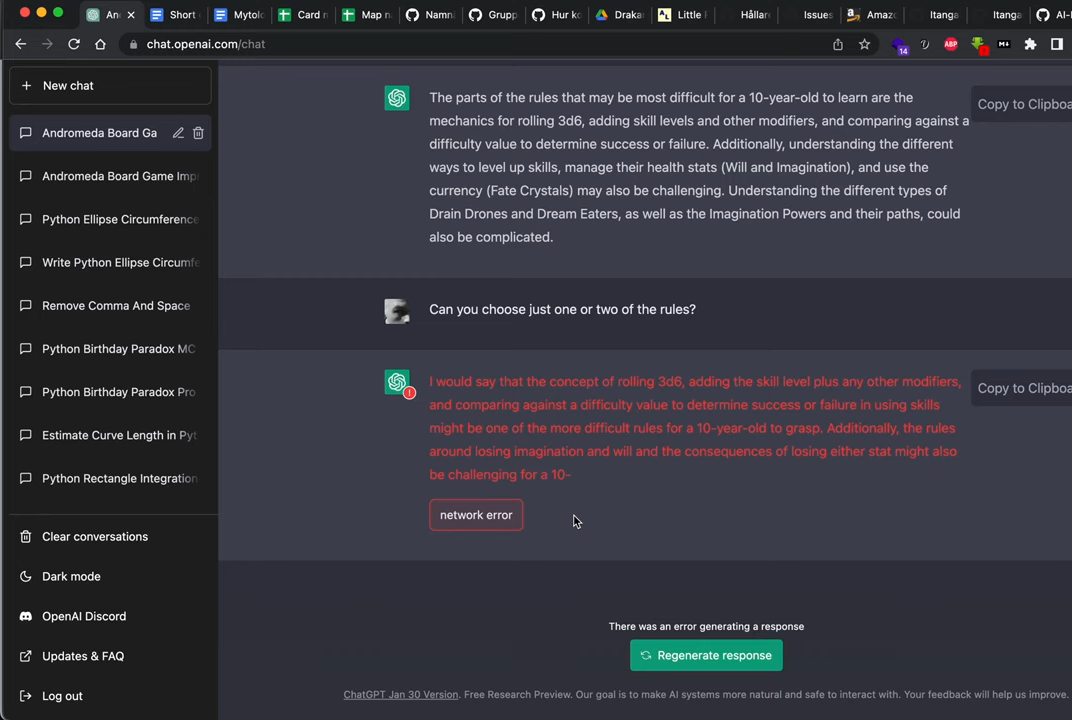 And
Short
Mytol
Card n
Map na
Namn
Grupp
Hur ko
Draka
Little F
Hållar
Issues
Amazo
Itanga
Itanga
AI-
chat.openai.com/chat
14
ABP
New chat
Andromeda Board Ga
Andromeda Board Game Imp
Python Ellipse Circumference
Write Python Ellipse Circumfe
Remove Comma And Space
Python Birthday Paradox MC
Python Birthday Paradox Pro
Estimate Curve Length in Pyt
Python Rectangle Integration
Clear conversations
Dark mode
OpenAI Discord
Updates & FAQ
Log out
The parts of the rules that may be most difficult for a 10-year-old to learn are the
mechanics for rolling 3d6, adding skill levels and other modifiers, and comparing against a
difficulty value to determine success or failure. Additionally, understanding the different
ways to level up skills, manage their health stats (Will and Imagination), and use the
currency (Fate Crystals) may also be challenging. Understanding the different types of
Drain Drones and Dream Eaters, as well as the Imagination Powers and their paths, could
also be complicated.
Copy to Clipboa
Can you choose just one or two of the rules?
I would say that the concept of rolling 3d6, adding the skill level plus any other modifiers,
and comparing against a difficulty value to determine success or failure in using skills
might be one of the more difficult rules for a 10-year-old to grasp. Additionally, the rules
around losing imagination and will and the consequences of losing either stat might also
be challenging for a 10-
Copy to Clipboa
network error
There was an error generating a response
Regenerate response
ChatGPT Jan 30 Version. Free Research Preview. Our goal is to make AI systems more natural and safe to interact with. Your feedback will help us improve.